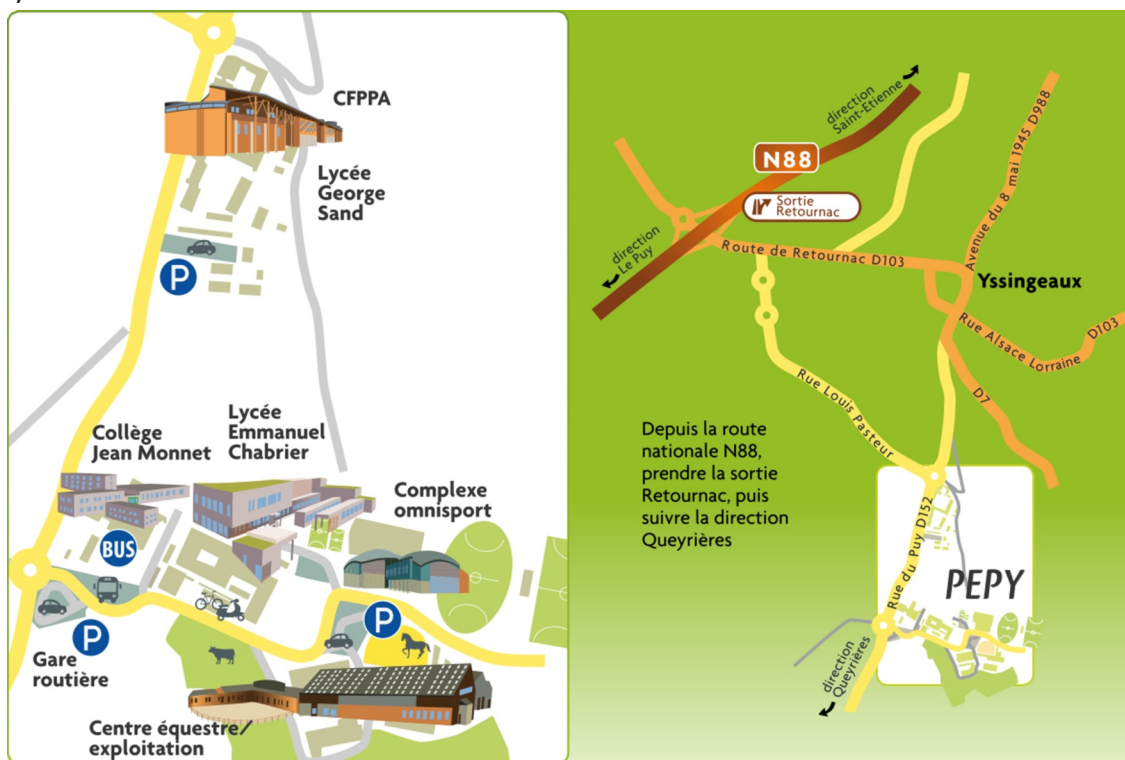 CFPPA
Lycée
George
Sand
P
Collège
Jean Monnet
Lycée
Emmanuel
Chabrier
Complexe
omnisport
BUS
P
P
Gare
routière
Centre équestre/
exploitation
direction
Saint-Etienne
N88
Sortie
Retournac
direction
Le Puy
Route de Retournac D103
Avenue du 8 mai 1945 D988
Yssingeaux
Rue Alsace Lorraine
D103
D7
Rue Louis Pasteur
Depuis la route
nationale N88,
prendre la sortie
Retournac, puis
suivre la direction
Queyrières
Rue du Puy D152
PEPY
direction
Queyrières